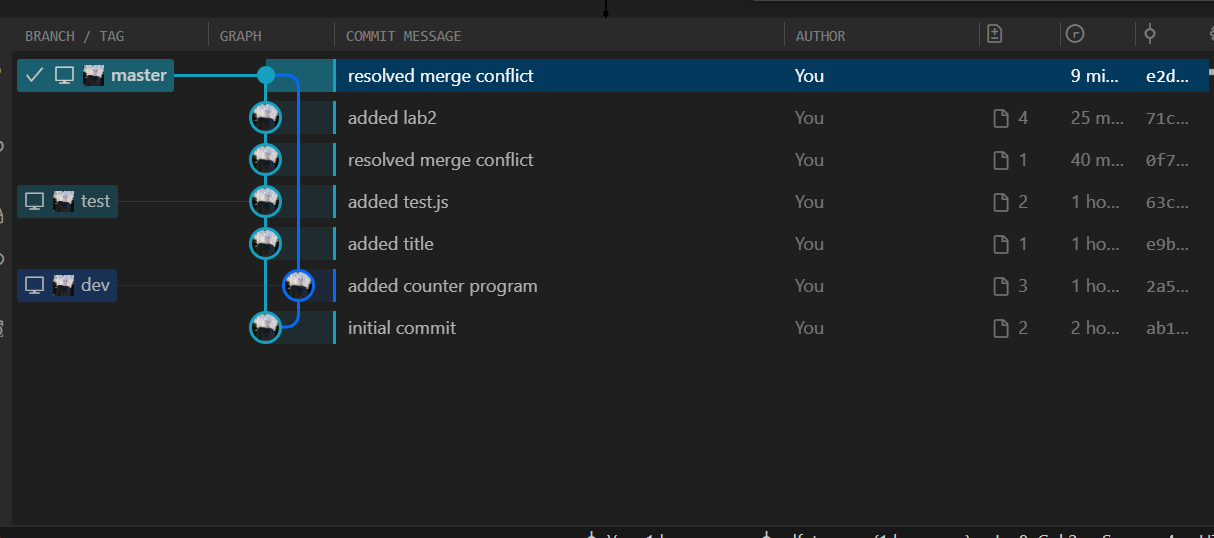 BRANCH / TAG GRAPH COMMIT MESSAGE AUTHOR
master resolved merge conflict You 9 mi... e2d...
added lab2 You 4 25 m... 71c...
resolved merge conflict You 1 40 m... 0f7...
test added test.js You 2 1 ho... 63c...
added title You 1 1 ho... e9b...
dev added counter program You 3 1 ho... 2a5...
initial commit You 2 2 ho... ab1...